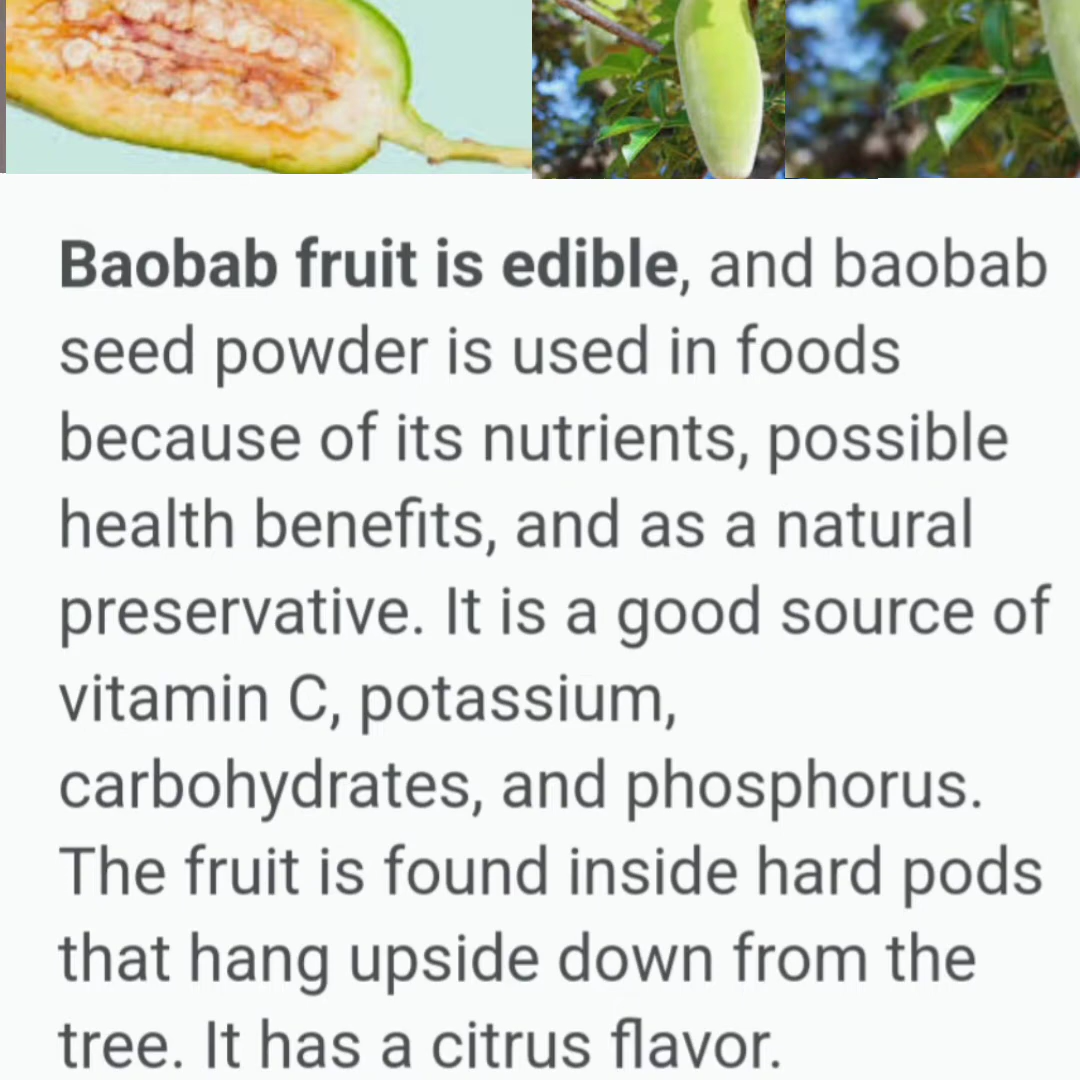 Baobab fruit is edible, and baobab
seed powder is used in foods
because of its nutrients, possible
health benefits, and as a natural
preservative. It is a good source of
vitamin C, potassium,
carbohydrates, and phosphorus.
The fruit is found inside hard pods
that hang upside down from the
tree. It has a citrus flavor.